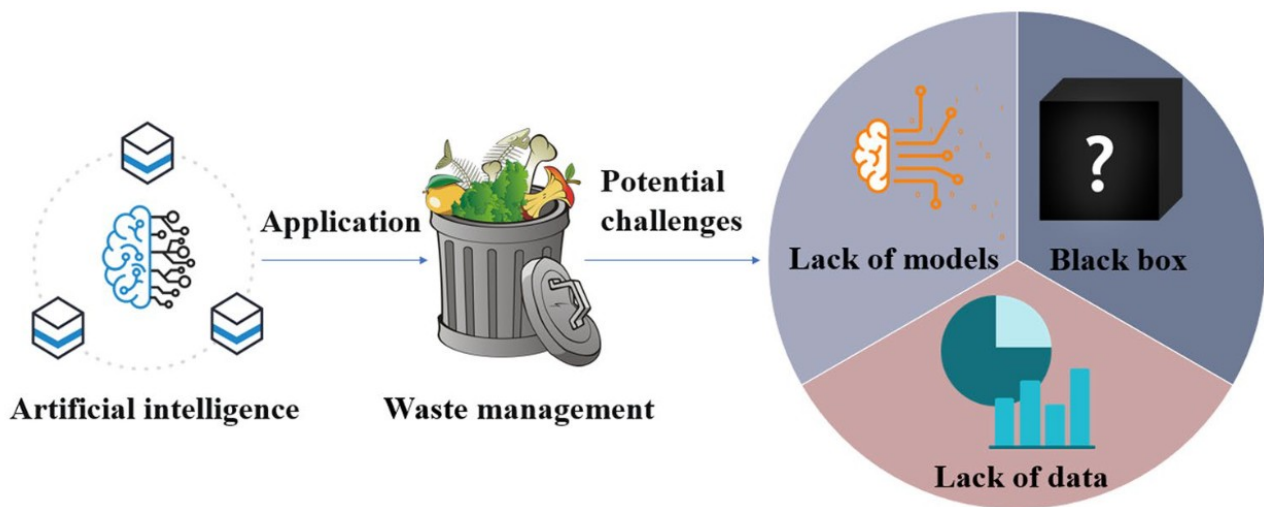 Artificial intelligence
Application
Waste management
Potential
challenges
Lack of models
?
Black box
Lack of data